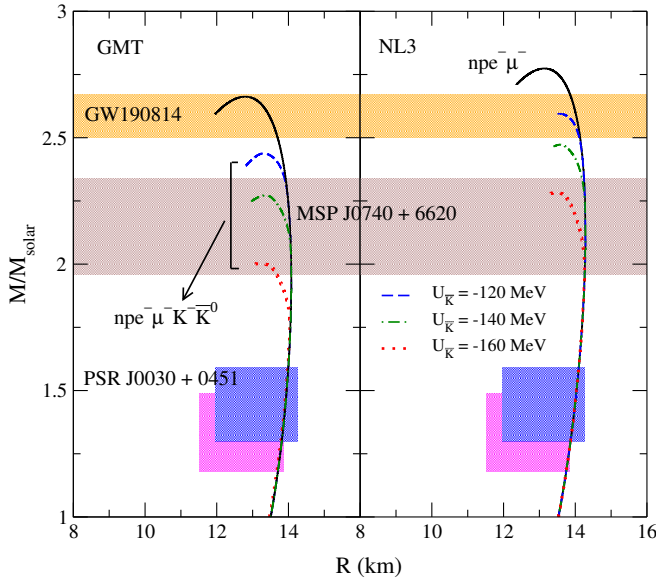 3
GMT
NL3
npe⁻μ⁻
GW190814
2.5
MSP J0740 + 6620
M/M_solar
2
U_K̅ = -120 MeV
U_K̅ = -140 MeV
npe⁻μ⁻K⁻K̅⁰
U_K̅ = -160 MeV
PSR J0030 + 0451
1.5
1
8 10 12 14 8 10 12 14 16
R (km)